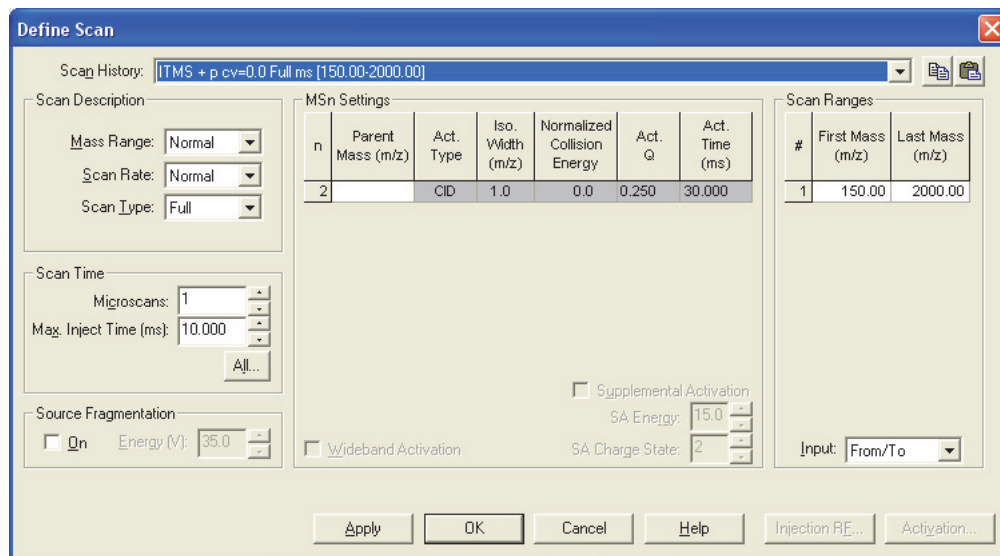 Define Scan
Scan History: ITMS + p cv=0.0 Full ms [150.00-2000.00]
Scan Description
Mass Range: Normal
Scan Rate: Normal
Scan Type: Full
Scan Time
Microscans: 1
Max. Inject Time (ms): 10.000
All...
Source Fragmentation
On Energy (V): 35.0
MSn Settings
n Parent Mass (m/z) Act. Type Iso. Width (m/z) Normalized Collision Energy Act. Q Act. Time (ms)
2 CID 1.0 0.0 0.250 30.000
Supplemental Activation
SA Energy: 15.0
Wideband Activation SA Charge State: 2
Scan Ranges
# First Mass (m/z) Last Mass (m/z)
1 150.00 2000.00
Input: From/To
Apply OK Cancel Help Injection RF... Activation...